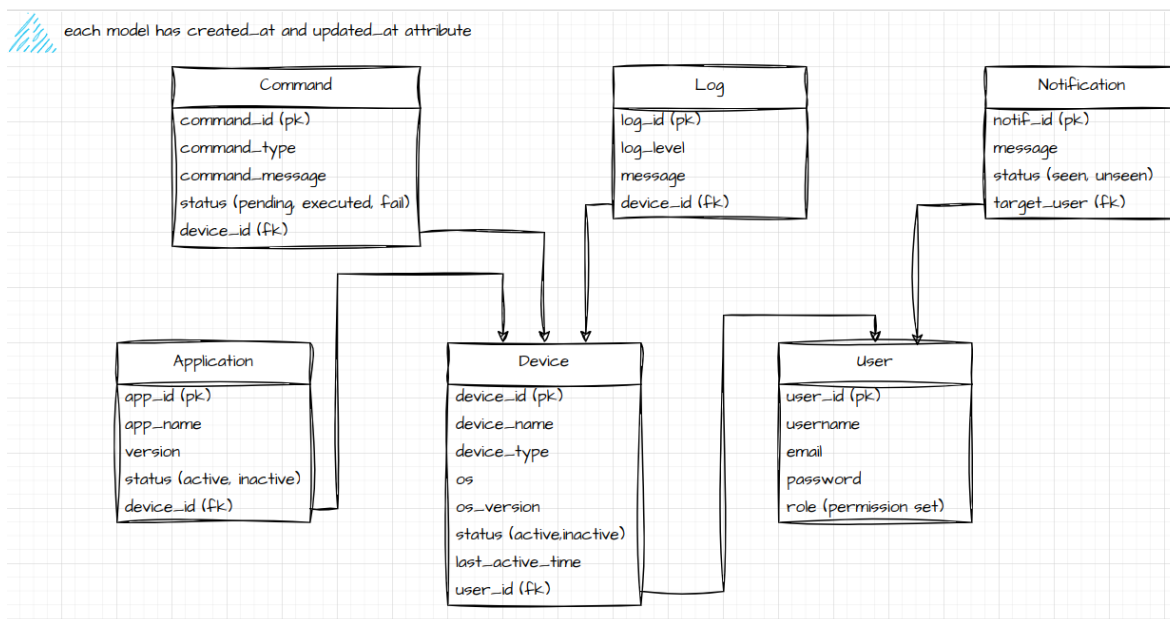 each model has created_at and updated_at attribute
Command
command_id (pk)
command_type
command_message
status (pending, executed, fail)
device_id (fk)
Log
log_id (pk)
log_level
message
device_id (fk)
Notification
notif_id (pk)
message
status (seen, unseen)
target_user (fk)
Application
app_id (pk)
app_name
version
status (active, inactive)
device_id (fk)
Device
device_id (pk)
device_name
device_type
os
os_version
status (active,inactive)
last_active_time
user_id (fk)
User
user_id (pk)
username
email
password
role (permission set)